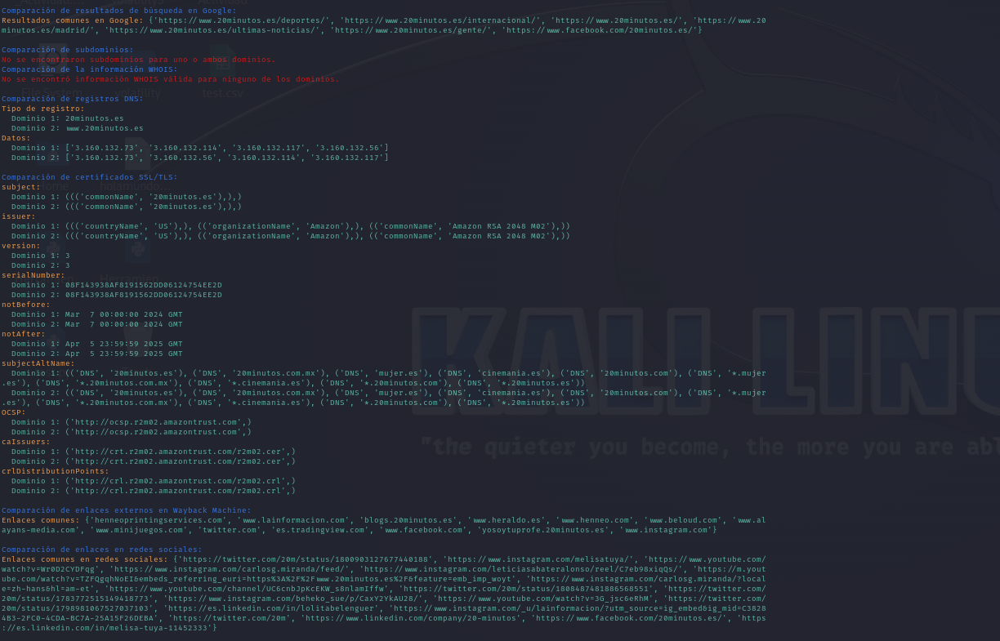 Comparación de resultados de búsqueda en Google:
Resultados comunes en Google: {'https://www.20minutos.es/deportes/', 'https://www.20minutos.es/internacional/', 'https://www.20minutos.es/', 'https://www.20
minutos.es/madrid/', 'https://www.20minutos.es/ultimas-noticias/', 'https://www.20minutos.es/gente/', 'https://www.facebook.com/20minutos.es/'}
Comparación de subdominios:
No se encontraron subdominios para uno o ambos dominios.
Comparación de la información WHOIS:
No se encontró información WHOIS válida para ninguno de los dominios.
File System
test.csv
Comparación de registros DNS:
Tipo de registro:
Dominio 1: 20minutos.es
Dominio 2: www.20minutos.es
Datos:
Dominio 1: ['3.160.132.73', '3.160.132.114', '3.160.132.117', '3.160.132.56']
Dominio 2: ['3.160.132.73', '3.160.132.56', '3.160.132.114', '3.160.132.117']
Comparación de certificados SSL/TLS:
Home
holamundo...
subject:
Dominio 1: ((('commonName', '20minutos.es'),),)
Dominio 2: ((('commonName', '20minutos.es'),),)
issuer:
Dominio 1: ((('countryName', 'US'),), (('organizationName', 'Amazon'),), (('commonName', 'Amazon RSA 2048 M02'),))
Dominio 2: ((('countryName', 'US'),), (('organizationName', 'Amazon'),), (('commonName', 'Amazon RSA 2048 M02'),))
version:
Dominio 1: 3
Dominio 2: 3
serialNumber:
Dominio 1: 08F143938AF8191562DD06124754EE2D
Dominio 2: 08F143938AF8191562DD06124754EE2D
notBefore:
Dominio 1: Mar  7 00:00:00 2024 GMT
Dominio 2: Mar  7 00:00:00 2024 GMT
notAfter:
Dominio 1: Apr  5 23:59:59 2025 GMT
Dominio 2: Apr  5 23:59:59 2025 GMT
KALI LINU
subjectAltName:
Dominio 1: (('DNS', '20minutos.es'), ('DNS', '20minutos.com.mx'), ('DNS', 'mujer.es'), ('DNS', 'cinemania.es'), ('DNS', '20minutos.com'), ('DNS', '*.mujer
.es'), ('DNS', '*.20minutos.com.mx'), ('DNS', '*.cinemania.es'), ('DNS', '*.20minutos.com'), ('DNS', '*.20minutos.es'))
Dominio 2: (('DNS', '20minutos.es'), ('DNS', '20minutos.com.mx'), ('DNS', 'mujer.es'), ('DNS', 'cinemania.es'), ('DNS', '20minutos.com'), ('DNS', '*.mujer
.es'), ('DNS', '*.20minutos.com.mx'), ('DNS', '*.cinemania.es'), ('DNS', '*.20minutos.com'), ('DNS', '*.20minutos.es'))
OCSP:
Dominio 1: ('http://ocsp.r2m02.amazontrust.com',)
Dominio 2: ('http://ocsp.r2m02.amazontrust.com',)
caIssuers:
"the quieter you become, the more you are abl
Dominio 1: ('http://crt.r2m02.amazontrust.com/r2m02.cer',)
Dominio 2: ('http://crt.r2m02.amazontrust.com/r2m02.cer',)
crlDistributionPoints:
Dominio 1: ('http://crl.r2m02.amazontrust.com/r2m02.crl',)
Dominio 2: ('http://crl.r2m02.amazontrust.com/r2m02.crl',)
Comparación de enlaces externos en Wayback Machine:
Enlaces comunes: {'henneoprintingservices.com', 'www.lainformacion.com', 'blogs.20minutos.es', 'www.heraldo.es', 'www.henneo.com', 'www.beloud.com', 'www.al
ayans-media.com', 'www.minijuegos.com', 'twitter.com', 'es.tradingview.com', 'www.facebook.com', 'yosoytuprofe.20minutos.es', 'www.instagram.com'}
Comparación de enlaces en redes sociales:
Enlaces comunes en redes sociales: {'https://twitter.com/20m/status/1800903127677440188', 'https://www.instagram.com/melisatuya/', 'https://www.youtube.com/
watch?v=Wr0D2CYDFqg', 'https://www.instagram.com/carlosg.miranda/feed/', 'https://www.instagram.com/leticiasabateralonso/reel/C7eb98xiqQs/', 'https://m.yout
ube.com/watch?v=TZFQgqhNoEI&embeds_referring_euri=https%3A%2F%2Fwww.20minutos.es%2F&feature=emb_imp_woyt', 'https://www.instagram.com/carlosg.miranda/?local
e=zh-hans&hl=am-et', 'https://www.youtube.com/channel/UC6cnbJpKcEKW_s8nlamIffw', 'https://twitter.com/20m/status/1808487481886568551', 'https://twitter.com/
20m/status/1783772515149418773', 'https://www.instagram.com/beheko_sue/p/CaxY2YkAU28/', 'https://www.youtube.com/watch?v=3G_jsc6eRhM', 'https://twitter.com/
20m/status/1798981067527037103', 'https://es.linkedin.com/in/lolitabelenguer', 'https://www.instagram.com/_u/lainformacion/?utm_source=ig_embed&ig_mid=C3828
4B3-2FC0-4CDA-BC7A-25A15F26DEBA', 'https://twitter.com/20m', 'https://www.linkedin.com/company/20-minutos', 'https://www.facebook.com/20minutos.es/', 'https
://es.linkedin.com/in/melisa-tuya-11452333'}